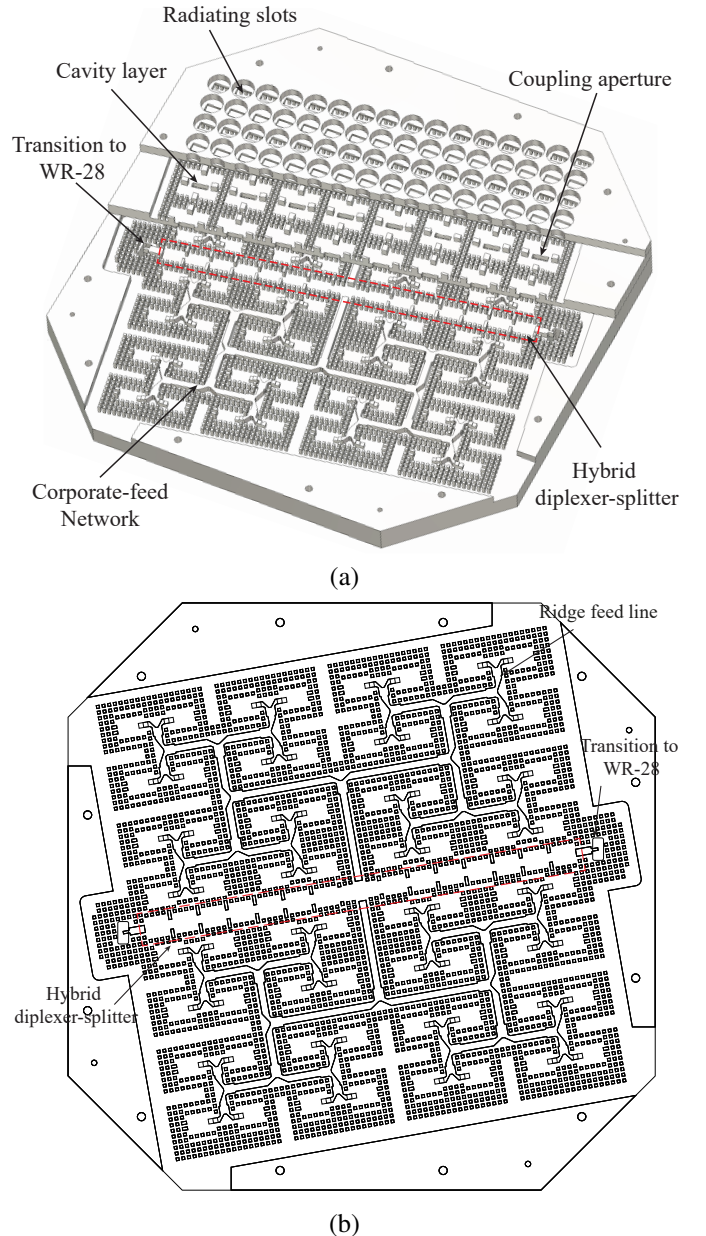 Radiating slots
Cavity layer
Coupling aperture
Transition to
WR-28
Hybrid
diplexer-splitter
Corporate-feed
Network
(a)
Ridge feed line
Transition to
WR-28
Hybrid
diplexer-splitter
(b)